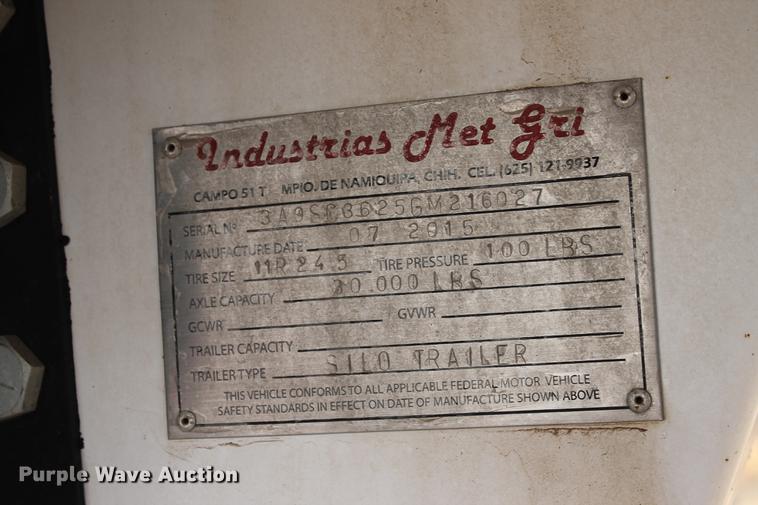 Industrias Met Gri
CAMPO 51 T MPIO. DE NAMIQUIPA, CHIH. CEL. (625) 121-9937
SERIAL Nº 3A9SC3625GM216027
MANUFACTURE DATE: 07 2015
TIRE SIZE 11R 24 5 TIRE PRESSURE 100 LBS
AXLE CAPACITY 20.000 LBS
GCWR GVWR
TRAILER CAPACITY
TRAILER TYPE SILO TRAILER
THIS VEHICLE CONFORMS TO ALL APPLICABLE FEDERAL MOTOR VEHICLE
SAFETY STANDARDS IN EFFECT ON DATE OF MANUFACTURE SHOWN ABOVE
Purple Wave Auction